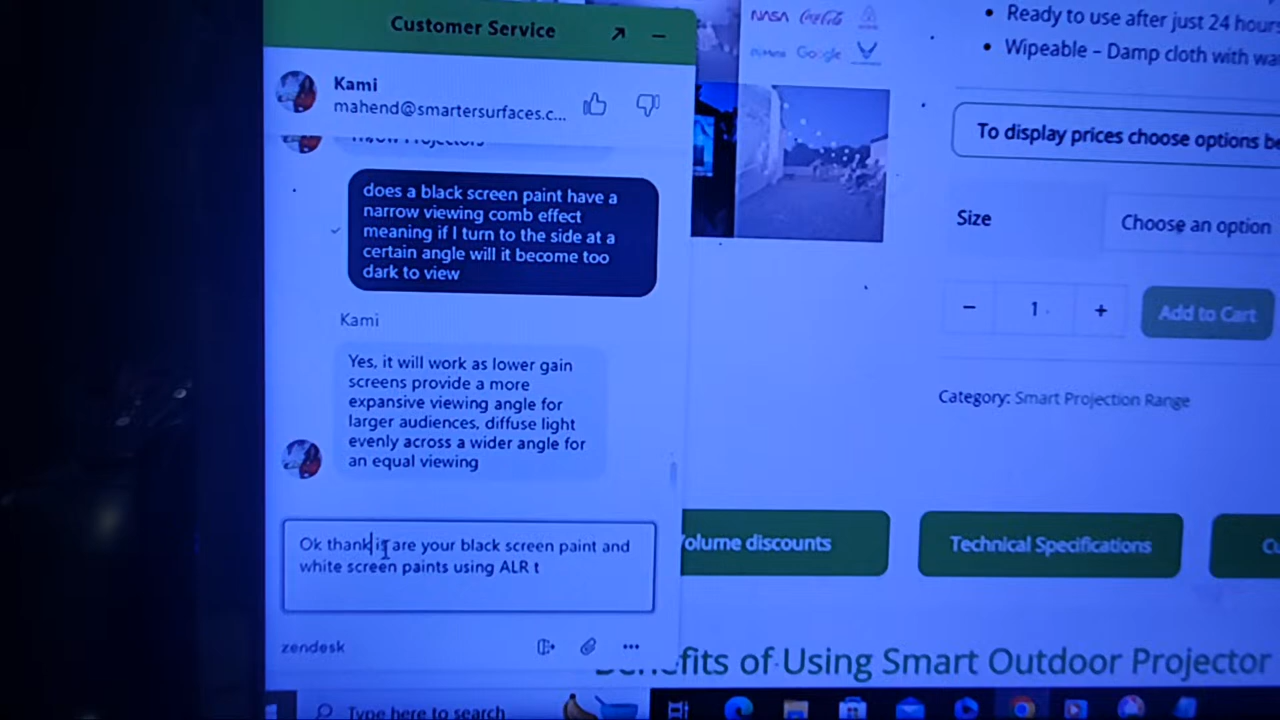 Customer Service
Kami
mahend@smartersurfaces.c...
does a black screen paint have a
narrow viewing comb effect
meaning if I turn to the side at a
certain angle will it become too
dark to view
Kami
Yes, it will work as lower gain
screens provide a more
expansive viewing angle for
larger audiences, diffuse light
evenly across a wider angle for
an equal viewing
Ok thank is are your black screen paint and
white screen paints using ALR t
zendesk
NASA Coca-Cola
Google
Ready to use after just 24 hours
Wipeable – Damp cloth with wa
To display prices choose options be
Size
Choose an option
− 1 +
Add to Cart
Category: Smart Projection Range
Volume discounts
Technical Specifications
Benefits of Using Smart Outdoor Projector
Type here to search